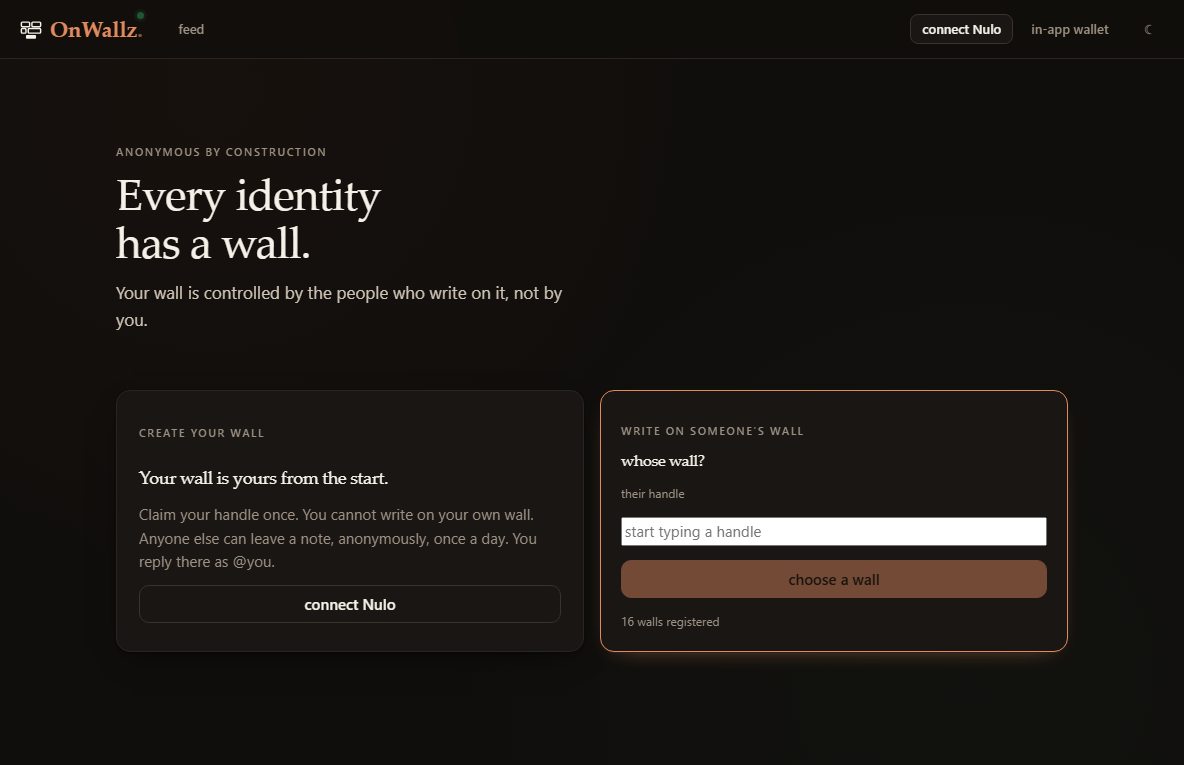 OnWallz.
feed
connect Nulo
in-app wallet
ANONYMOUS BY CONSTRUCTION
Every identity
has a wall.
Your wall is controlled by the people who write on it, not by
you.
CREATE YOUR WALL
Your wall is yours from the start.
Claim your handle once. You cannot write on your own wall.
Anyone else can leave a note, anonymously, once a day. You
reply there as @you.
connect Nulo
WRITE ON SOMEONE'S WALL
whose wall?
their handle
start typing a handle
choose a wall
16 walls registered